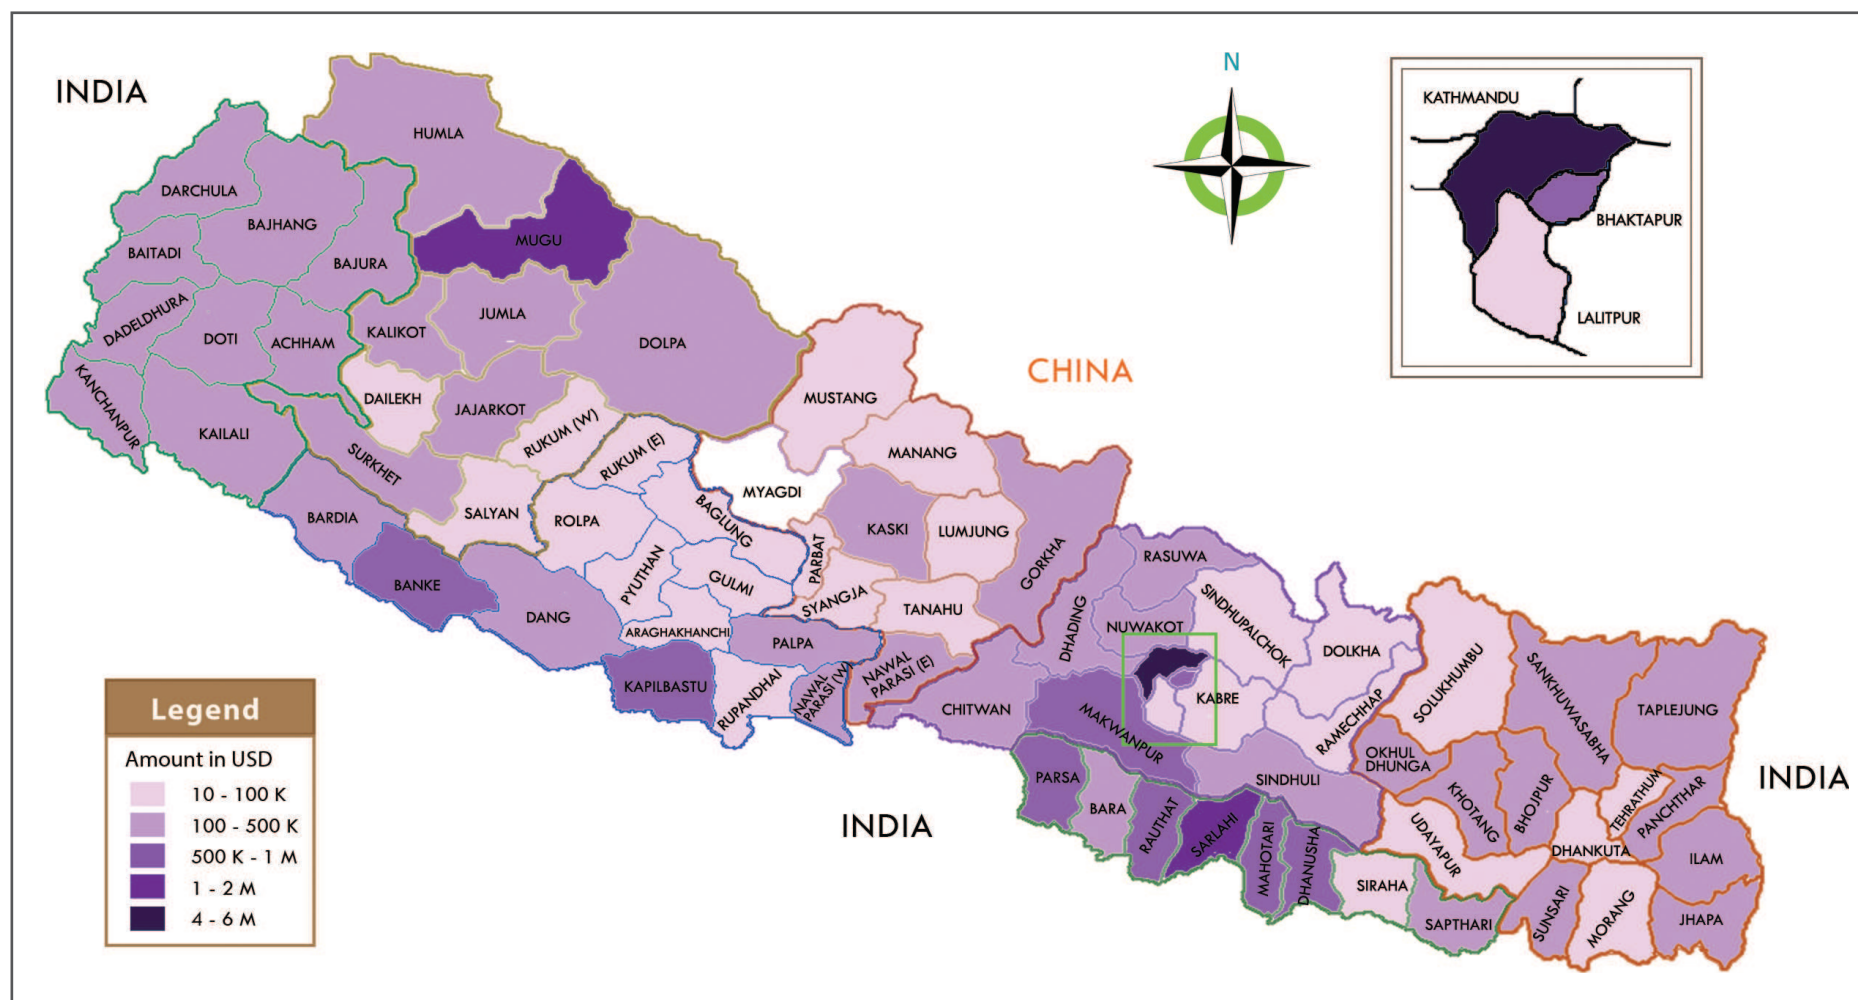 INDIA
N
KATHMANDU
BHAKTAPUR
LALITPUR
HUMLA
DARCHULA
BAJHANG
MUGU
BAITADI
BAJURA
DADELDHURA
DOTI
ACHHAM
KALIKOT
JUMLA
DOLPA
CHINA
KANCHANPUR
KAILALI
DAILEKH
JAJARKOT
RUKUM (W)
RUKUM (E)
MUSTANG
MANANG
SURKHET
SALYAN
ROLPA
BAGLUNG
MYAGDI
KASKI
LUMJUNG
GORKHA
BARDIA
BANKE
DANG
PYUTHAN
GULMI
PARBAT
SYANGJA
TANAHU
ARAGHAKHANCHI
PALPA
KAPILBASTU
RUPANDHAI
NAWAL
PARASI (W)
NAWAL
PARASI (E)
CHITWAN
DHADING
RASUWA
NUWAKOT
SINDHUPALCHOK
DOLKHA
KABRE
RAMECHHAP
MAKWANPUR
SINDHULI
SOLUKHUMBU
SANKHUWASABHA
TAPLEJUNG
OKHUL
DHUNGA
KHOTANG
BHOJPUR
TEHRATHUM
PANCHTHAR
INDIA
PARSA
BARA
RAUTHAT
SARLAHI
MAHOTARI
DHANUSHA
SIRAHA
SAPTHARI
UDAYAPUR
DHANKUTA
ILAM
SUNSARI
MORANG
JHAPA
INDIA
Legend
Amount in USD
10 - 100 K
100 - 500 K
500 K - 1 M
1 - 2 M
4 - 6 M